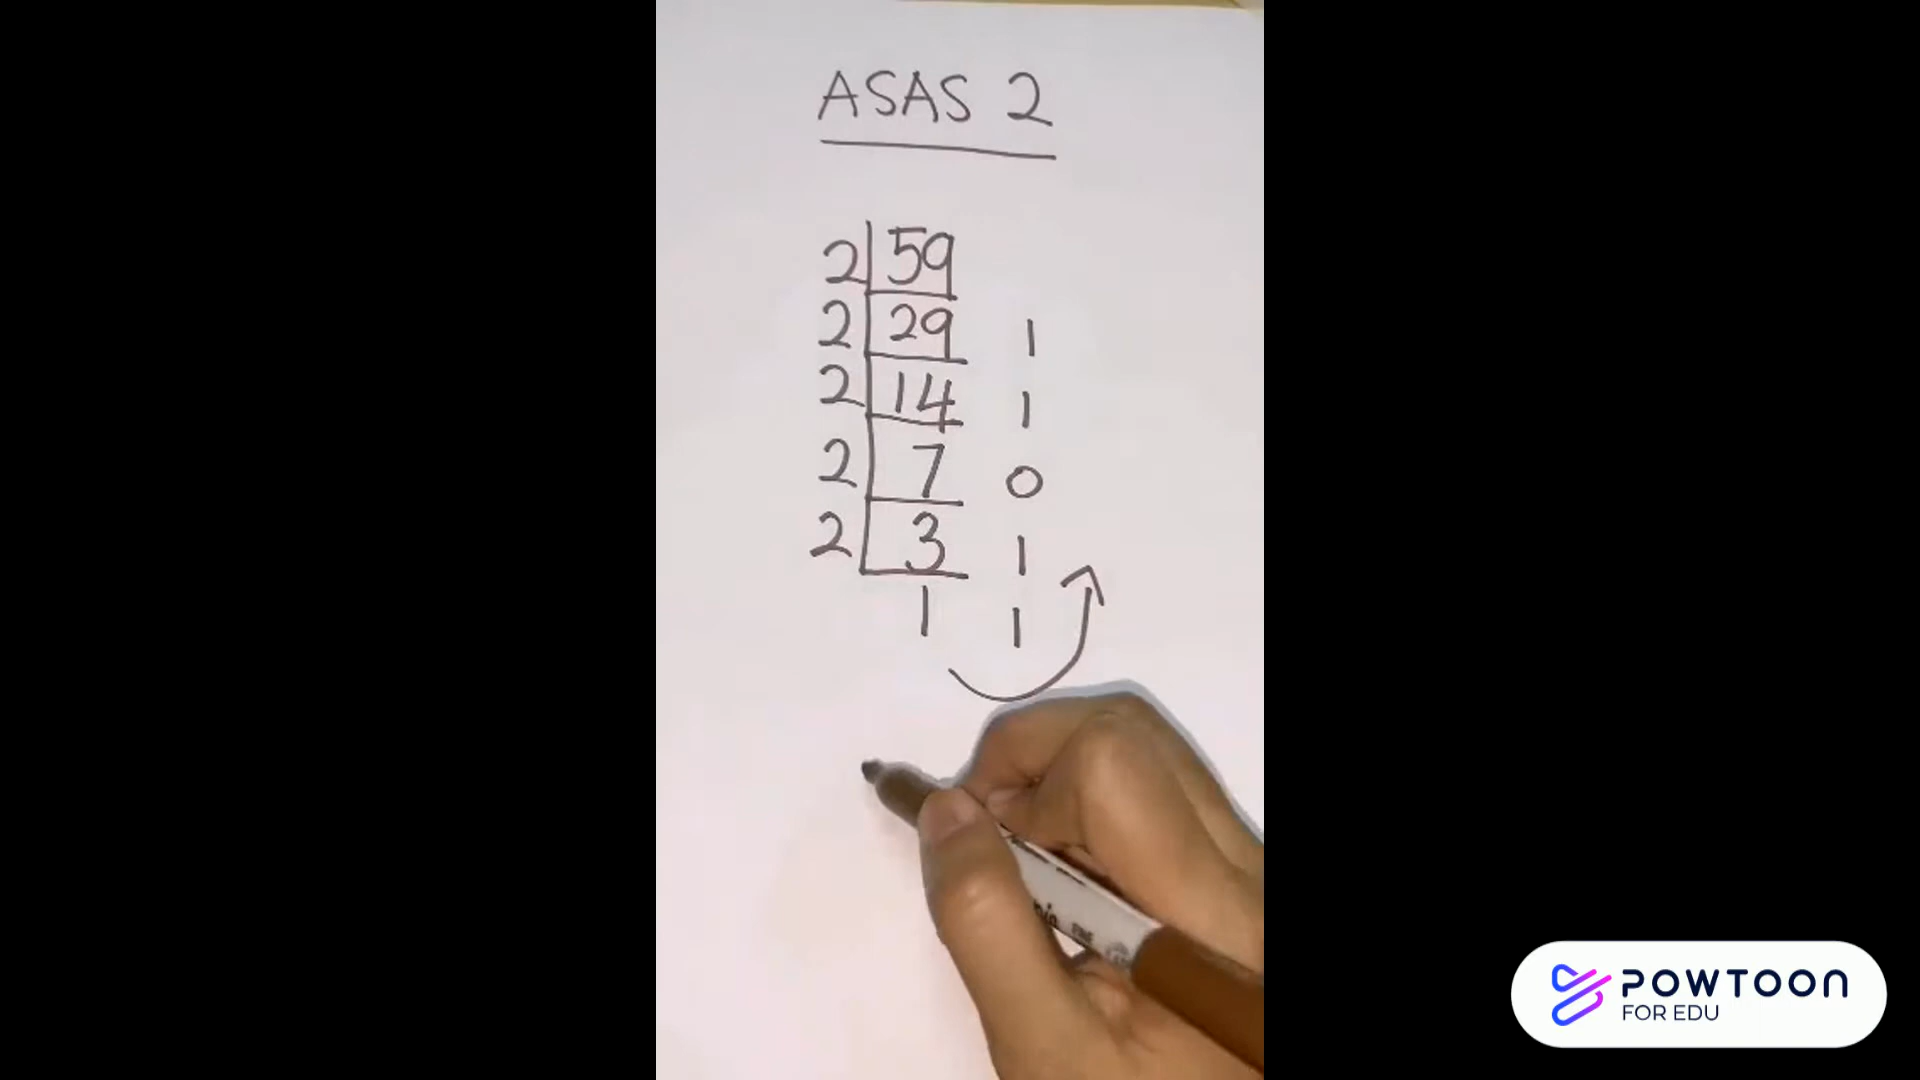 ASAS 2
2 59
2 29 1
2 14 1
2 7 0
2 3 1
1 1
POWTOON
FOR EDU